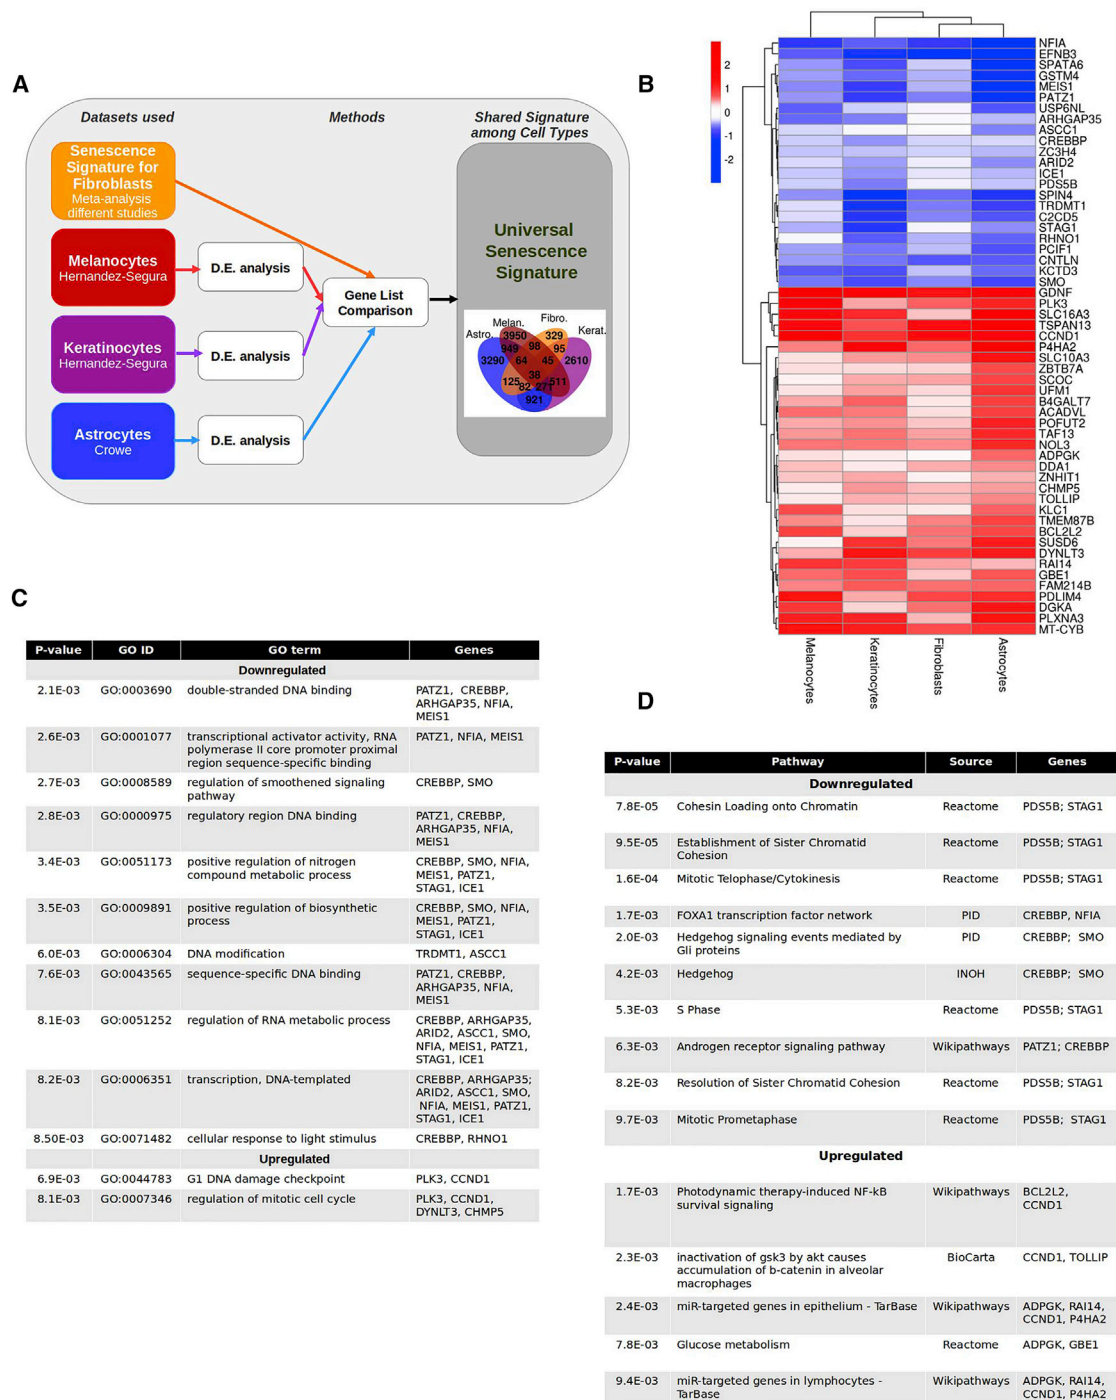 A
Datasets used
Methods
Shared Signature
among Cell Types
Senescence
Signature for
Fibroblasts
Meta-analysis
different studies
Melanocytes
Hernandez-Segura
D.E. analysis
Keratinocytes
Hernandez-Segura
D.E. analysis
Astrocytes
Crowe
D.E. analysis
Gene List
Comparison
Universal
Senescence
Signature
Astro.
Melan.
Fibro.
Kerat.
3950
329
949
98
95
3290
64
45
2610
38
125
82
271
511
921
B
2
1
0
-1
-2
NFIA
EFNB3
SPATA6
GSTM4
MEIS1
PATZ1
USP6NL
ARHGAP35
ASCC1
CREBBP
ZC3H4
ARID2
ICE1
PDS5B
SPIN4
TRDMT1
C2CD5
STAG1
RHNO1
PCIF1
CNTLN
KCTD3
SMO
GDNF
PLK3
SLC16A3
TSPAN13
CCND1
P4HA2
SLC10A3
ZBTB7A
SCOC
UFM1
B4GALT7
ACADVL
POFUT2
TAF13
NOL3
ADPGK
DDA1
ZNHIT1
CHMP5
TOLLIP
KLC1
TMEM87B
BCL2L2
SUSD6
DYNLT3
RAI14
GBE1
FAM214B
PDLIM4
DGKA
PLXNA3
MT-CYB
Melanocytes
Keratinocytes
Fibroblasts
Astrocytes
C
P-value GO ID GO term Genes
Downregulated
2.1E-03 GO:0003690 double-stranded DNA binding PATZ1, CREBBP,
ARHGAP35, NFIA,
MEIS1
2.6E-03 GO:0001077 transcriptional activator activity, RNA PATZ1, NFIA, MEIS1
polymerase II core promoter proximal
region sequence-specific binding
2.7E-03 GO:0008589 regulation of smoothened signaling CREBBP, SMO
pathway
2.8E-03 GO:0000975 regulatory region DNA binding PATZ1, CREBBP,
ARHGAP35, NFIA,
MEIS1
3.4E-03 GO:0051173 positive regulation of nitrogen CREBBP, SMO, NFIA,
compound metabolic process MEIS1, PATZ1,
STAG1, ICE1
3.5E-03 GO:0009891 positive regulation of biosynthetic CREBBP, SMO, NFIA,
process MEIS1, PATZ1,
STAG1, ICE1
6.0E-03 GO:0006304 DNA modification TRDMT1, ASCC1
7.6E-03 GO:0043565 sequence-specific DNA binding PATZ1, CREBBP,
ARHGAP35, NFIA,
MEIS1
8.1E-03 GO:0051252 regulation of RNA metabolic process CREBBP, ARHGAP35,
ARID2, ASCC1, SMO,
NFIA, MEIS1, PATZ1,
STAG1, ICE1
8.2E-03 GO:0006351 transcription, DNA-templated CREBBP, ARHGAP35;
ARID2, ASCC1, SMO,
NFIA, MEIS1, PATZ1,
STAG1, ICE1
8.50E-03 GO:0071482 cellular response to light stimulus CREBBP, RHNO1
Upregulated
6.9E-03 GO:0044783 G1 DNA damage checkpoint PLK3, CCND1
8.1E-03 GO:0007346 regulation of mitotic cell cycle PLK3, CCND1,
DYNLT3, CHMP5
D
P-value Pathway Source Genes
Downregulated
7.8E-05 Cohesin Loading onto Chromatin Reactome PDS5B; STAG1
9.5E-05 Establishment of Sister Chromatid Reactome PDS5B; STAG1
Cohesion
1.6E-04 Mitotic Telophase/Cytokinesis Reactome PDS5B; STAG1
1.7E-03 FOXA1 transcription factor network PID CREBBP, NFIA
2.0E-03 Hedgehog signaling events mediated by PID CREBBP; SMO
Gli proteins
4.2E-03 Hedgehog INOH CREBBP; SMO
5.3E-03 S Phase Reactome PDS5B; STAG1
6.3E-03 Androgen receptor signaling pathway Wikipathways PATZ1; CREBBP
8.2E-03 Resolution of Sister Chromatid Cohesion Reactome PDS5B; STAG1
9.7E-03 Mitotic Prometaphase Reactome PDS5B; STAG1
Upregulated
1.7E-03 Photodynamic therapy-induced NF-kB Wikipathways BCL2L2,
survival signaling CCND1
2.3E-03 inactivation of gsk3 by akt causes BioCarta CCND1, TOLLIP
accumulation of b-catenin in alveolar
macrophages
2.4E-03 miR-targeted genes in epithelium - TarBase Wikipathways ADPGK, RAI14,
CCND1, P4HA2
7.8E-03 Glucose metabolism Reactome ADPGK, GBE1
9.4E-03 miR-targeted genes in lymphocytes - Wikipathways ADPGK, RAI14,
TarBase CCND1, P4HA2